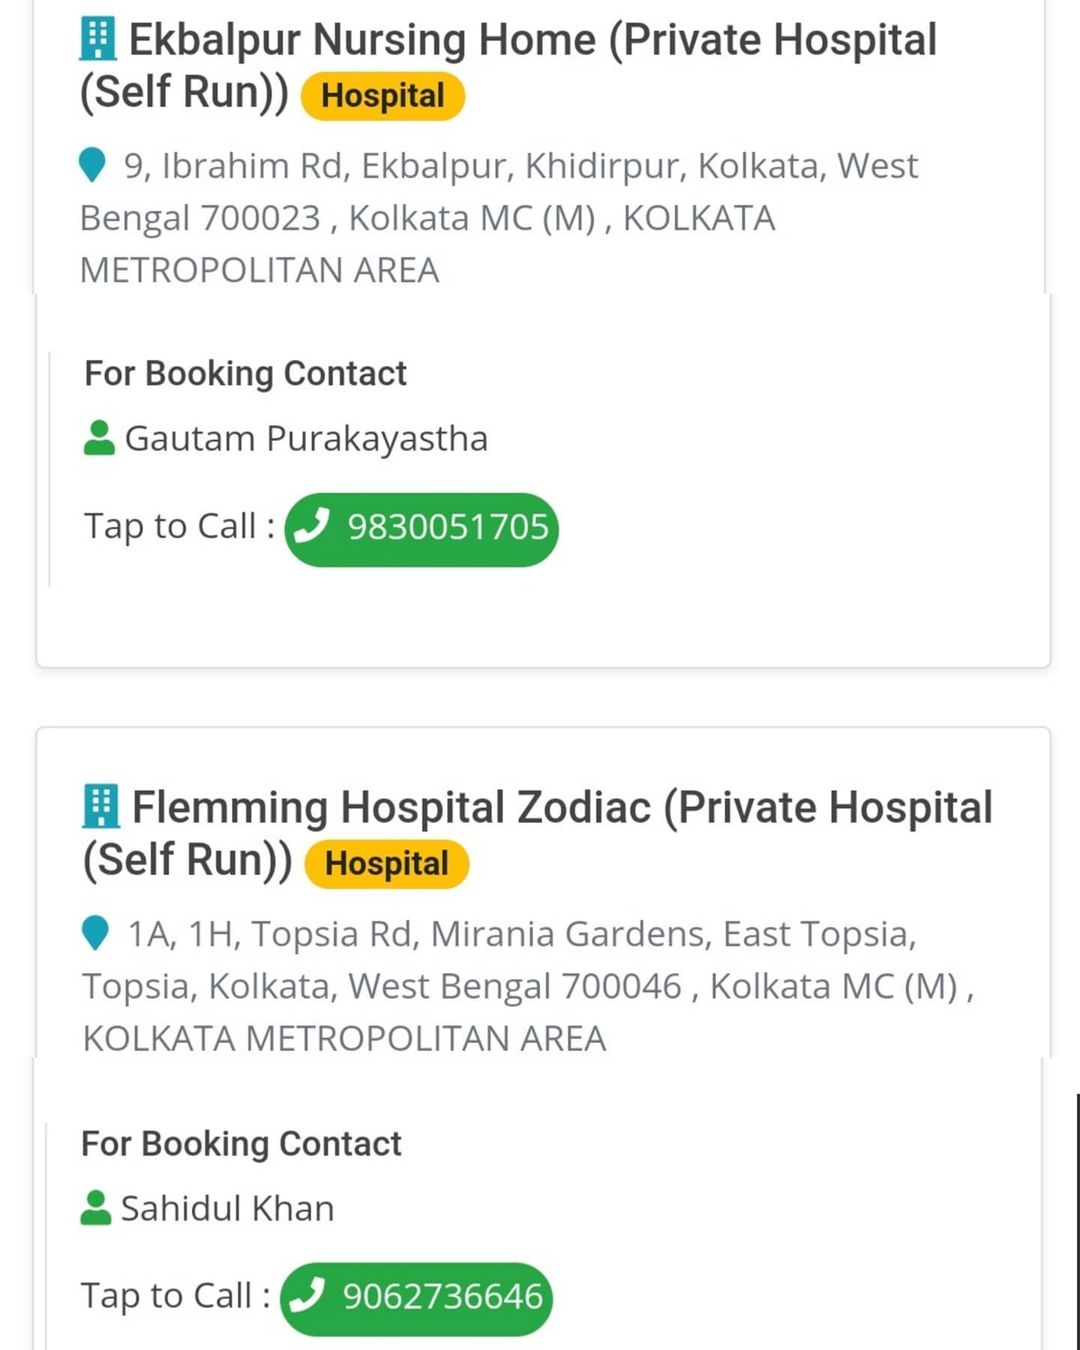 Ekbalpur Nursing Home (Private Hospital
(Self Run)) Hospital
9, Ibrahim Rd, Ekbalpur, Khidirpur, Kolkata, West
Bengal 700023 , Kolkata MC (M) , KOLKATA
METROPOLITAN AREA
For Booking Contact
Gautam Purakayastha
Tap to Call : 9830051705
Flemming Hospital Zodiac (Private Hospital
(Self Run)) Hospital
1A, 1H, Topsia Rd, Mirania Gardens, East Topsia,
Topsia, Kolkata, West Bengal 700046 , Kolkata MC (M) ,
KOLKATA METROPOLITAN AREA
For Booking Contact
Sahidul Khan
Tap to Call : 9062736646